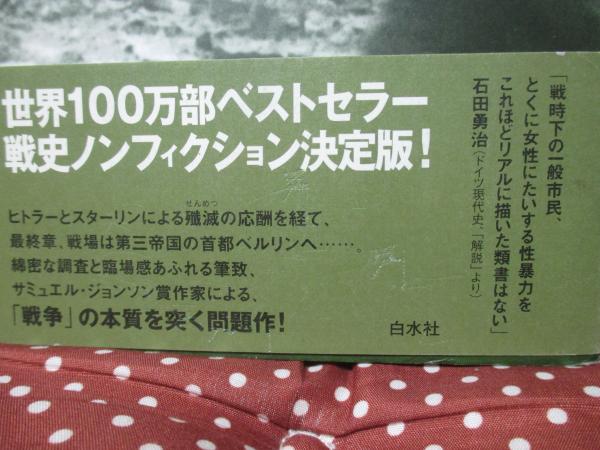 世界100万部ベストセラー
戦史ノンフィクション決定版!
せんめつ
ヒトラーとスターリンによる殲滅の応酬を経て、
最終章、戦場は第三帝国の首都ベルリンへ……。
綿密な調査と臨場感あふれる筆致、
サミュエル・ジョンソン賞作家による、
「戦争」の本質を突く問題作!
「戦時下の一般市民、
とくに女性にたいする性暴力を
これほどリアルに描いた類書はない」
石田勇治(ドイツ現代史、「解説」より)
白水社